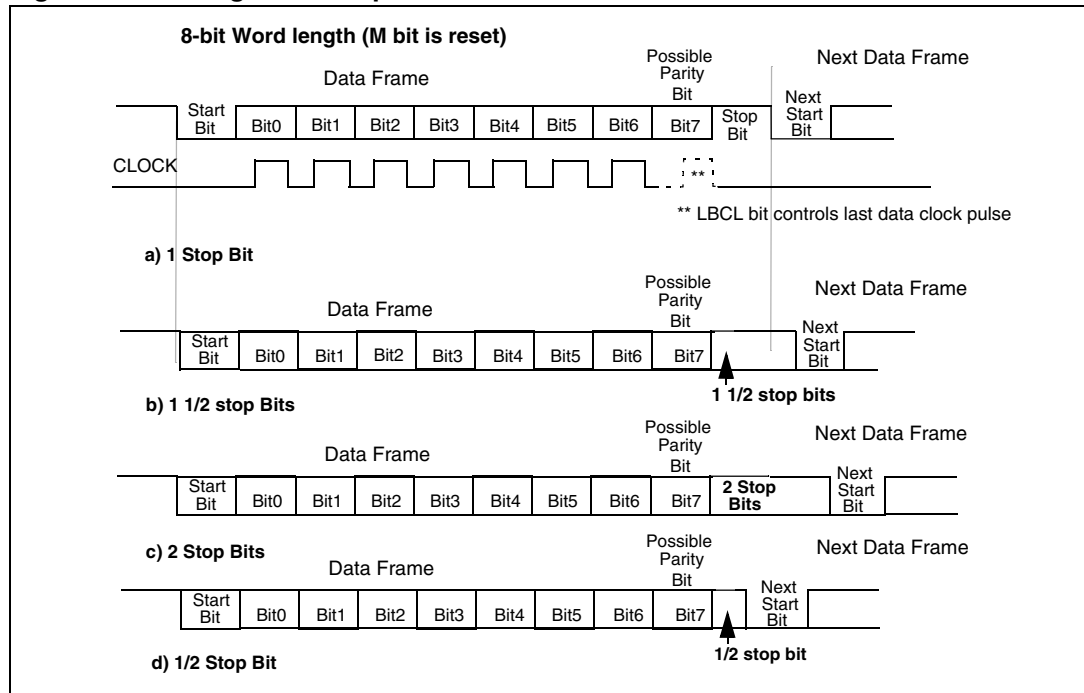 8-bit Word length (M bit is reset)
Data Frame
Possible
Parity
Bit
Next Data Frame
Start
Bit
Bit0
Bit1
Bit2
Bit3
Bit4
Bit5
Bit6
Bit7
Stop
Bit
Next
Start
Bit
CLOCK
**
** LBCL bit controls last data clock pulse
a) 1 Stop Bit
Data Frame
Possible
Parity
Bit
Next Data Frame
Start
Bit
Bit0
Bit1
Bit2
Bit3
Bit4
Bit5
Bit6
Bit7
Next
Start
Bit
1 1/2 stop bits
b) 1 1/2 stop Bits
Data Frame
Possible
Parity
Bit
Next Data Frame
Start
Bit
Bit0
Bit1
Bit2
Bit3
Bit4
Bit5
Bit6
Bit7
2 Stop
Bits
Next
Start
Bit
c) 2 Stop Bits
Data Frame
Possible
Parity
Bit
Next Data Frame
Start
Bit
Bit0
Bit1
Bit2
Bit3
Bit4
Bit5
Bit6
Bit7
Next
Start
Bit
1/2 stop bit
d) 1/2 Stop Bit